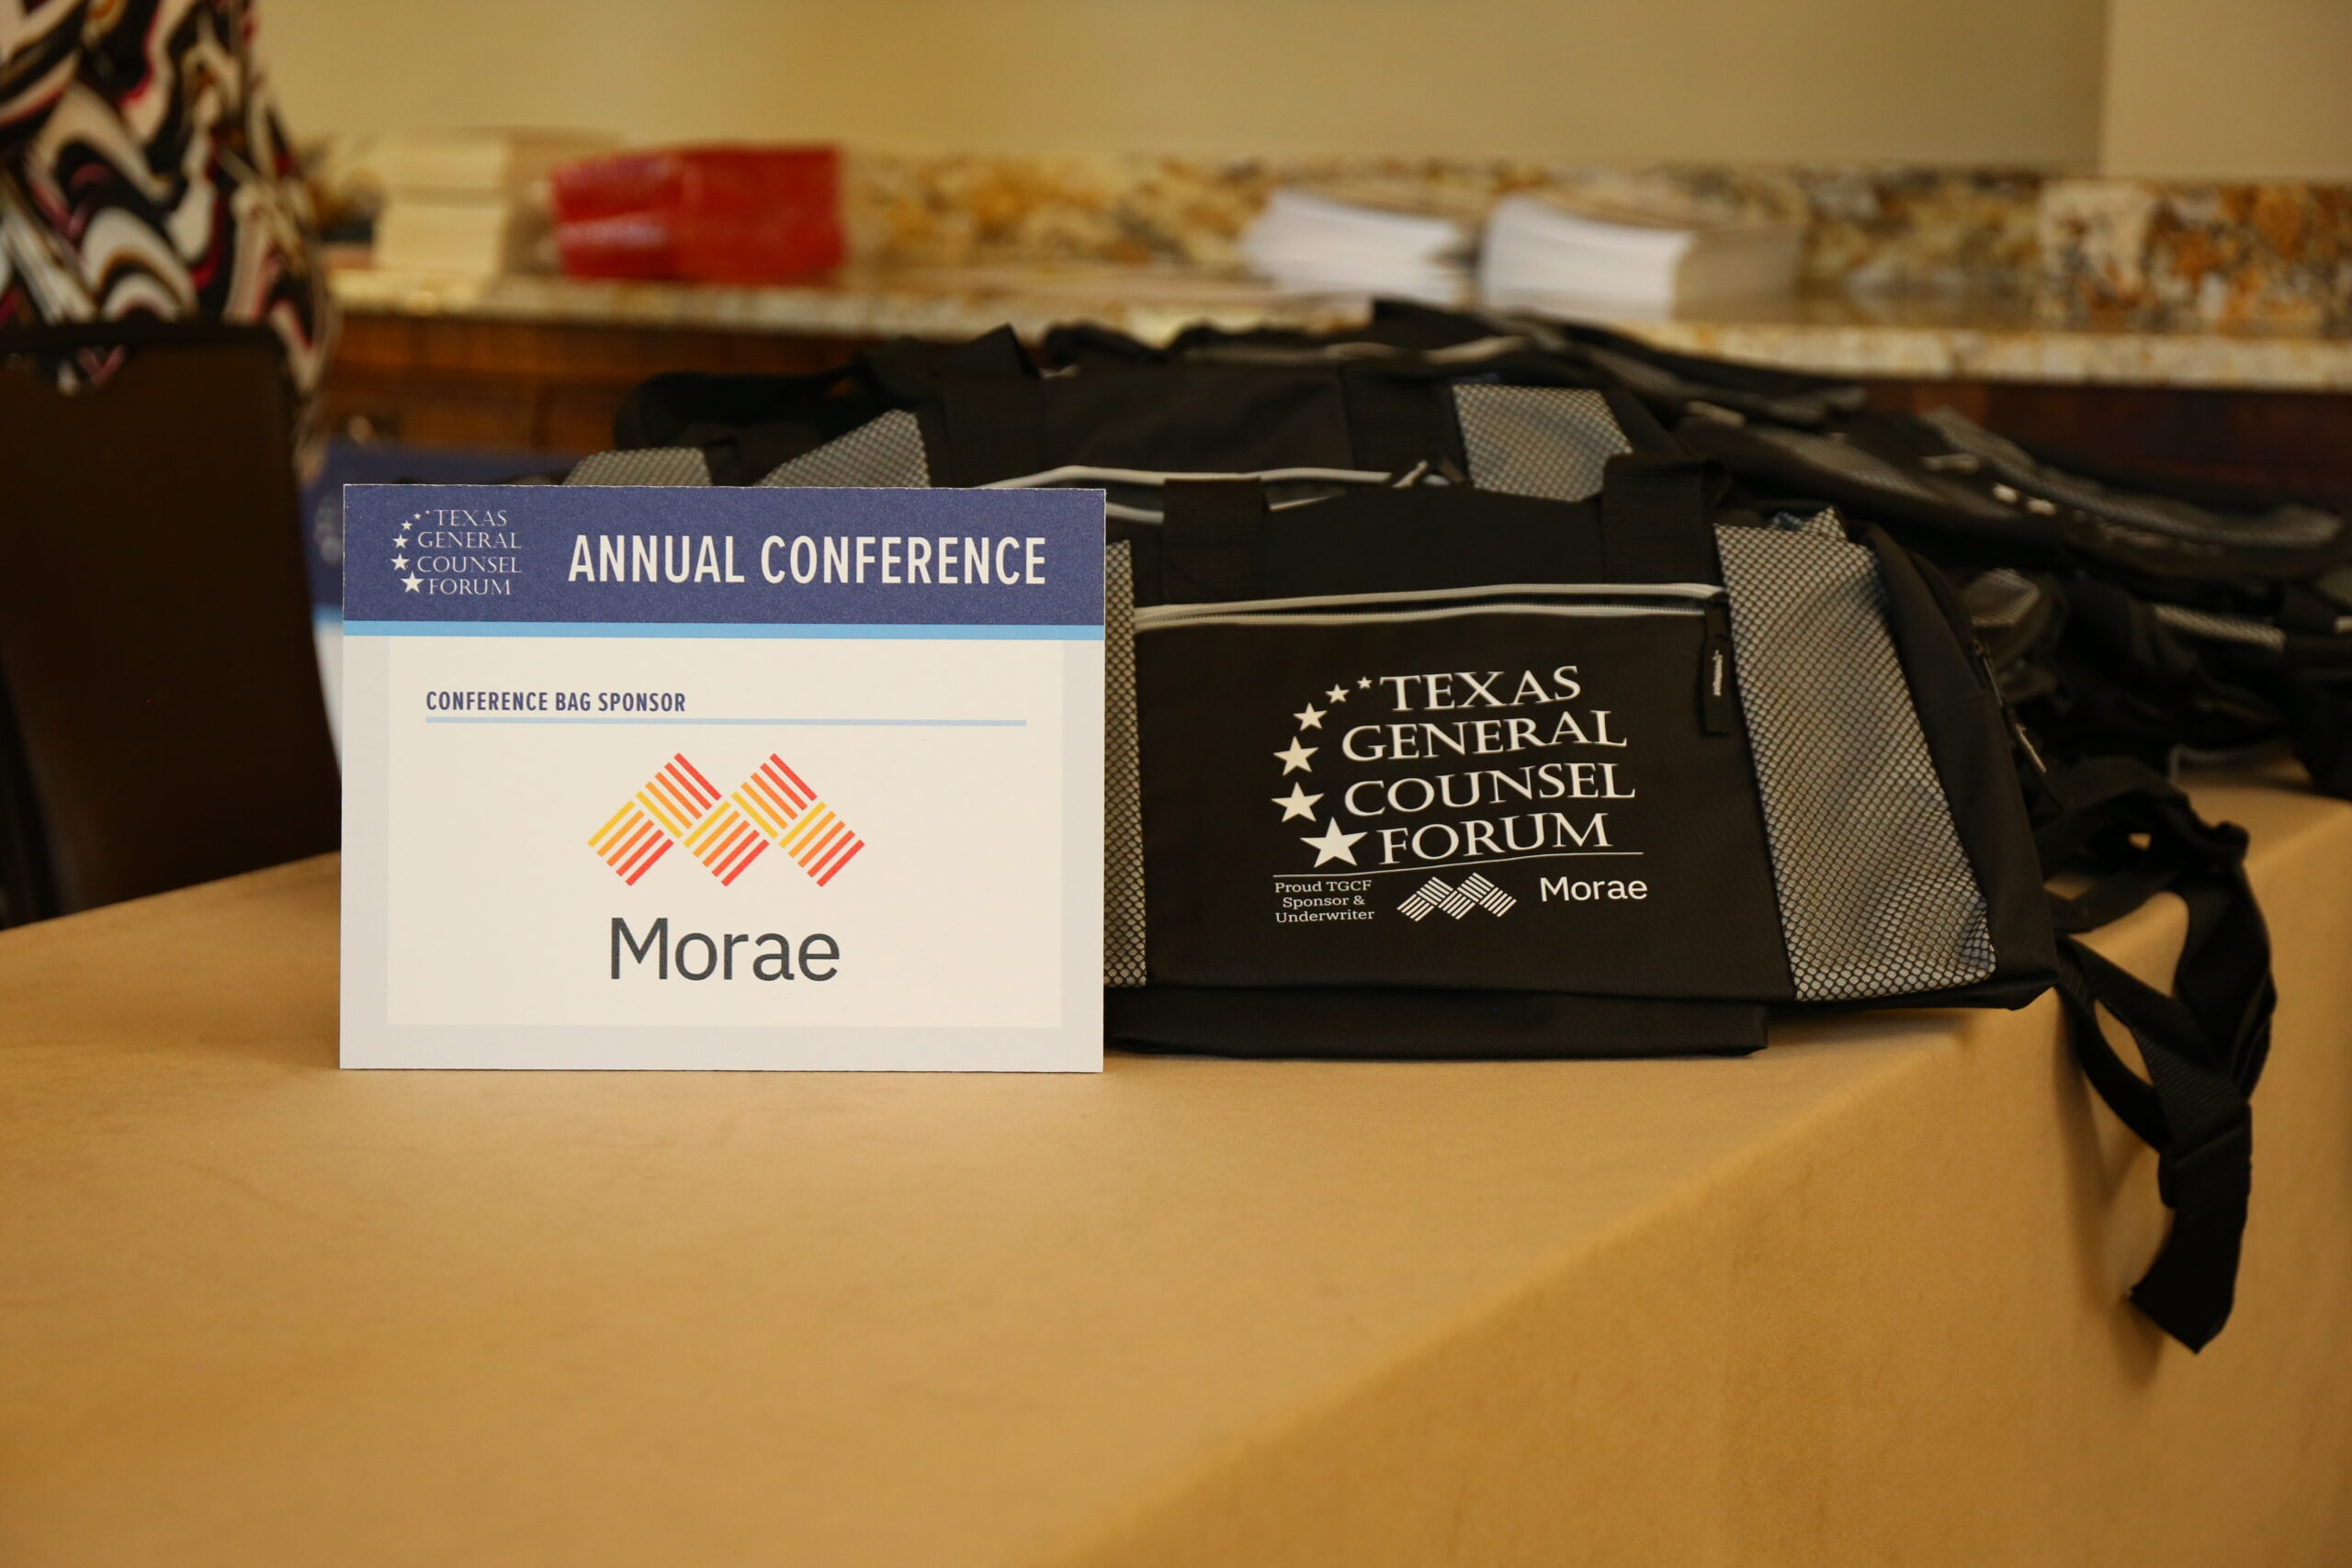 TEXAS
GENERAL
COUNSEL
FORUM
ANNUAL CONFERENCE
CONFERENCE BAG SPONSOR
Morae
TEXAS
GENERAL
COUNSEL
FORUM
Proud TGCF
Sponsor &
Underwriter
Morae